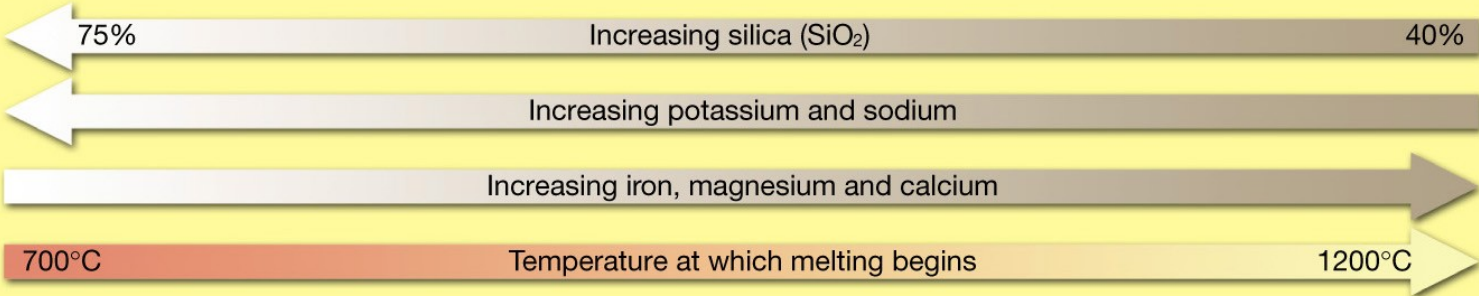 75% Increasing silica (SiO₂) 40%
Increasing potassium and sodium
Increasing iron, magnesium and calcium
700°C Temperature at which melting begins 1200°C